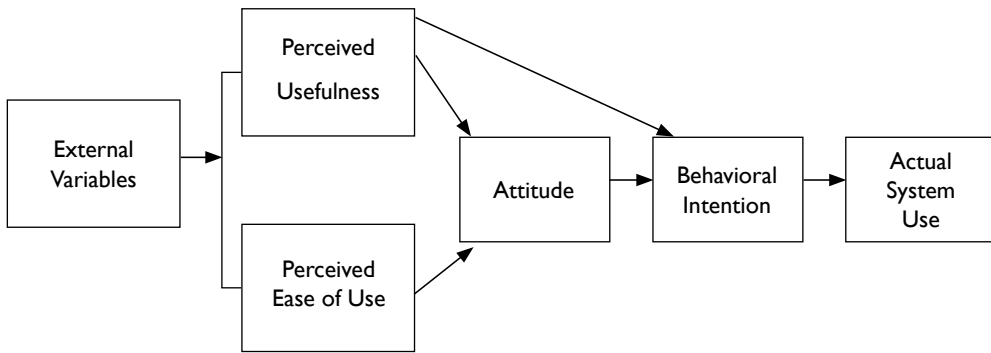 Perceived
Usefulness
External
Variables
Perceived
Ease of Use
Attitude
Behavioral
Intention
Actual
System
Use